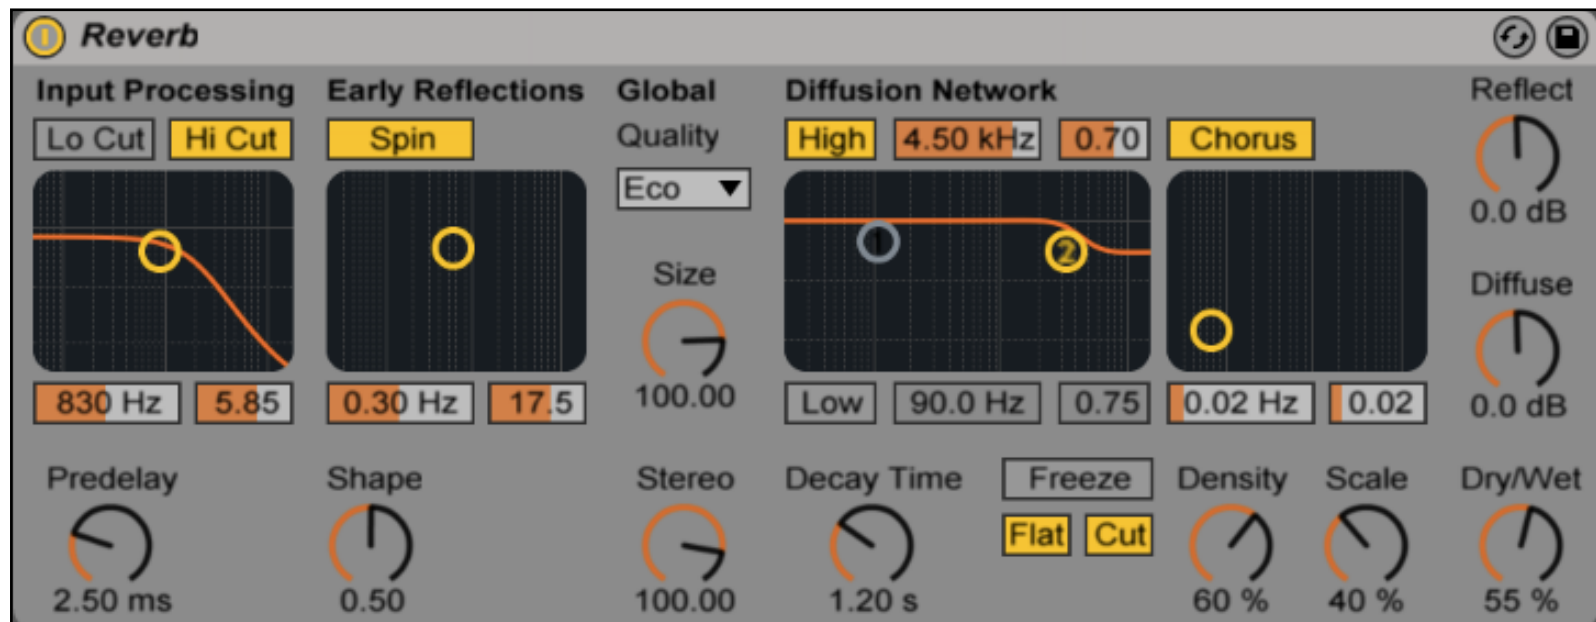 Reverb
Input Processing Early Reflections Global Diffusion Network Reflect
Lo Cut Hi Cut Spin Quality High 4.50 kHz 0.70 Chorus
Eco
0.0 dB
1
2
Size Diffuse
830 Hz 5.85 0.30 Hz 17.5 100.00 Low 90.0 Hz 0.75 0.02 Hz 0.02 0.0 dB
Predelay Shape Stereo Decay Time Freeze Density Scale Dry/Wet
Flat Cut
2.50 ms 0.50 100.00 1.20 s 60 % 40 % 55 %